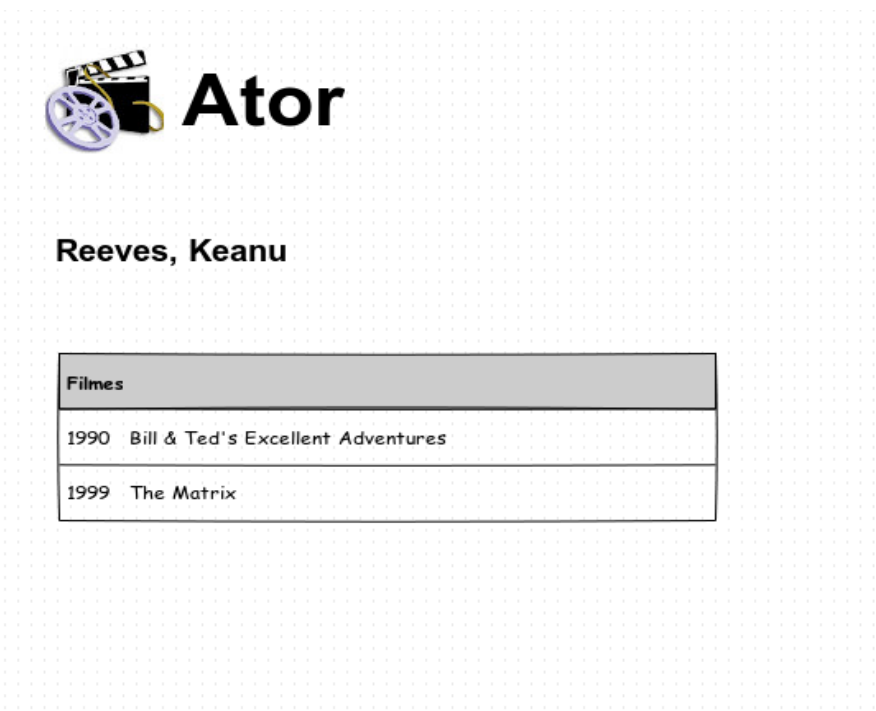 Ator
Reeves, Keanu
Filmes
1990 Bill & Ted's Excellent Adventures
1999 The Matrix